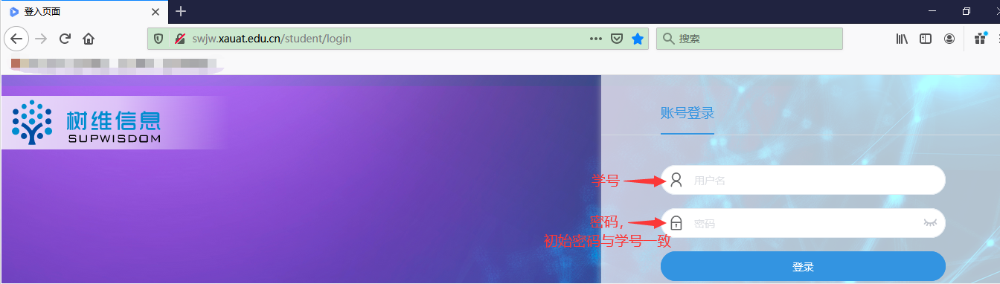 登入页面
swjw.xauat.edu.cn/student/login
搜索
树维信息
SUPWISDOM
账号登录
学号
用户名
密码，
密码
初始密码与学号一致
登录